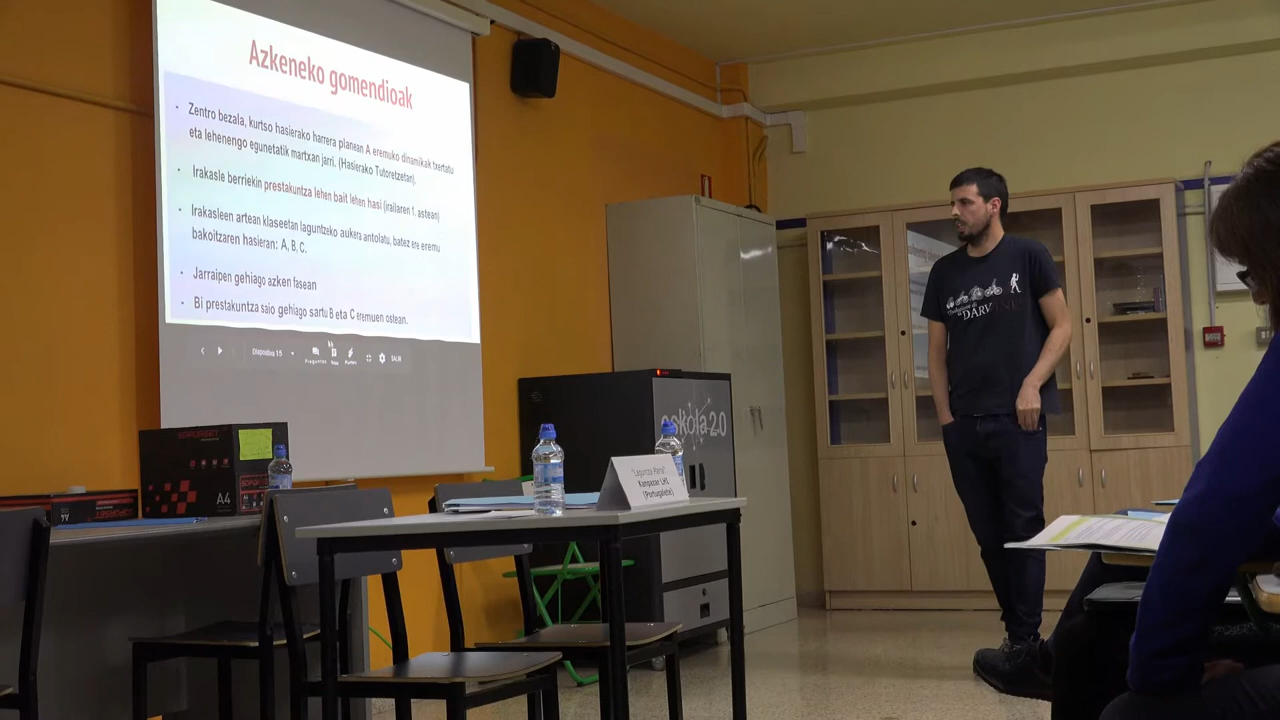 Azkeneko gomendioak
- Zentro bezala, kurtso hasierako harrera planean A eremuko dinamikak txertatu
eta lehenengo egunetatik martxan jarri. (Hasierako Tutoretzetan).
- Irakasle berriekin prestakuntza lehen bait lehen hasi (irailaren 1. astean)
- Irakasleen artean klaseetan laguntzeko aukera antolatu, batez ere eremu
bakoitzaren hasieran: A, B, C.
- Jarraipen gehiago azken fasean
- Bi prestakuntza saio gehiago sartu B eta C eremuen ostean.
Diapositiva 15
SALIR
DARWIN
eskola 2.0
A4
"Laguntza Plana"
Kanpazar LHI
(Portugalete)